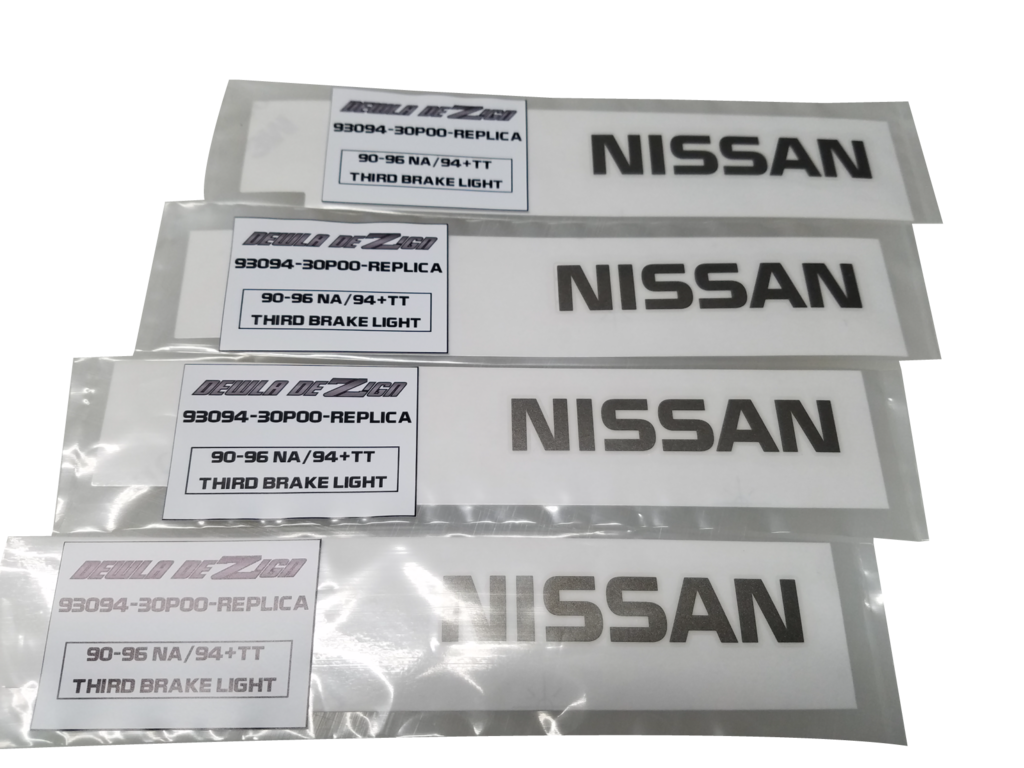 DEWLA DEZIGN
93094-30P00-REPLICA
90-96 NA/94+TT
THIRD BRAKE LIGHT
NISSAN
DEWLA DEZIGN
93094-30P00-REPLICA
90-96 NA/94+TT
THIRD BRAKE LIGHT
NISSAN
DEWLA DEZIGN
93094-30P00-REPLICA
90-96 NA/94+TT
THIRD BRAKE LIGHT
NISSAN
DEWLA DEZIGN
93094-30P00-REPLICA
90-96 NA/94+TT
THIRD BRAKE LIGHT
NISSAN